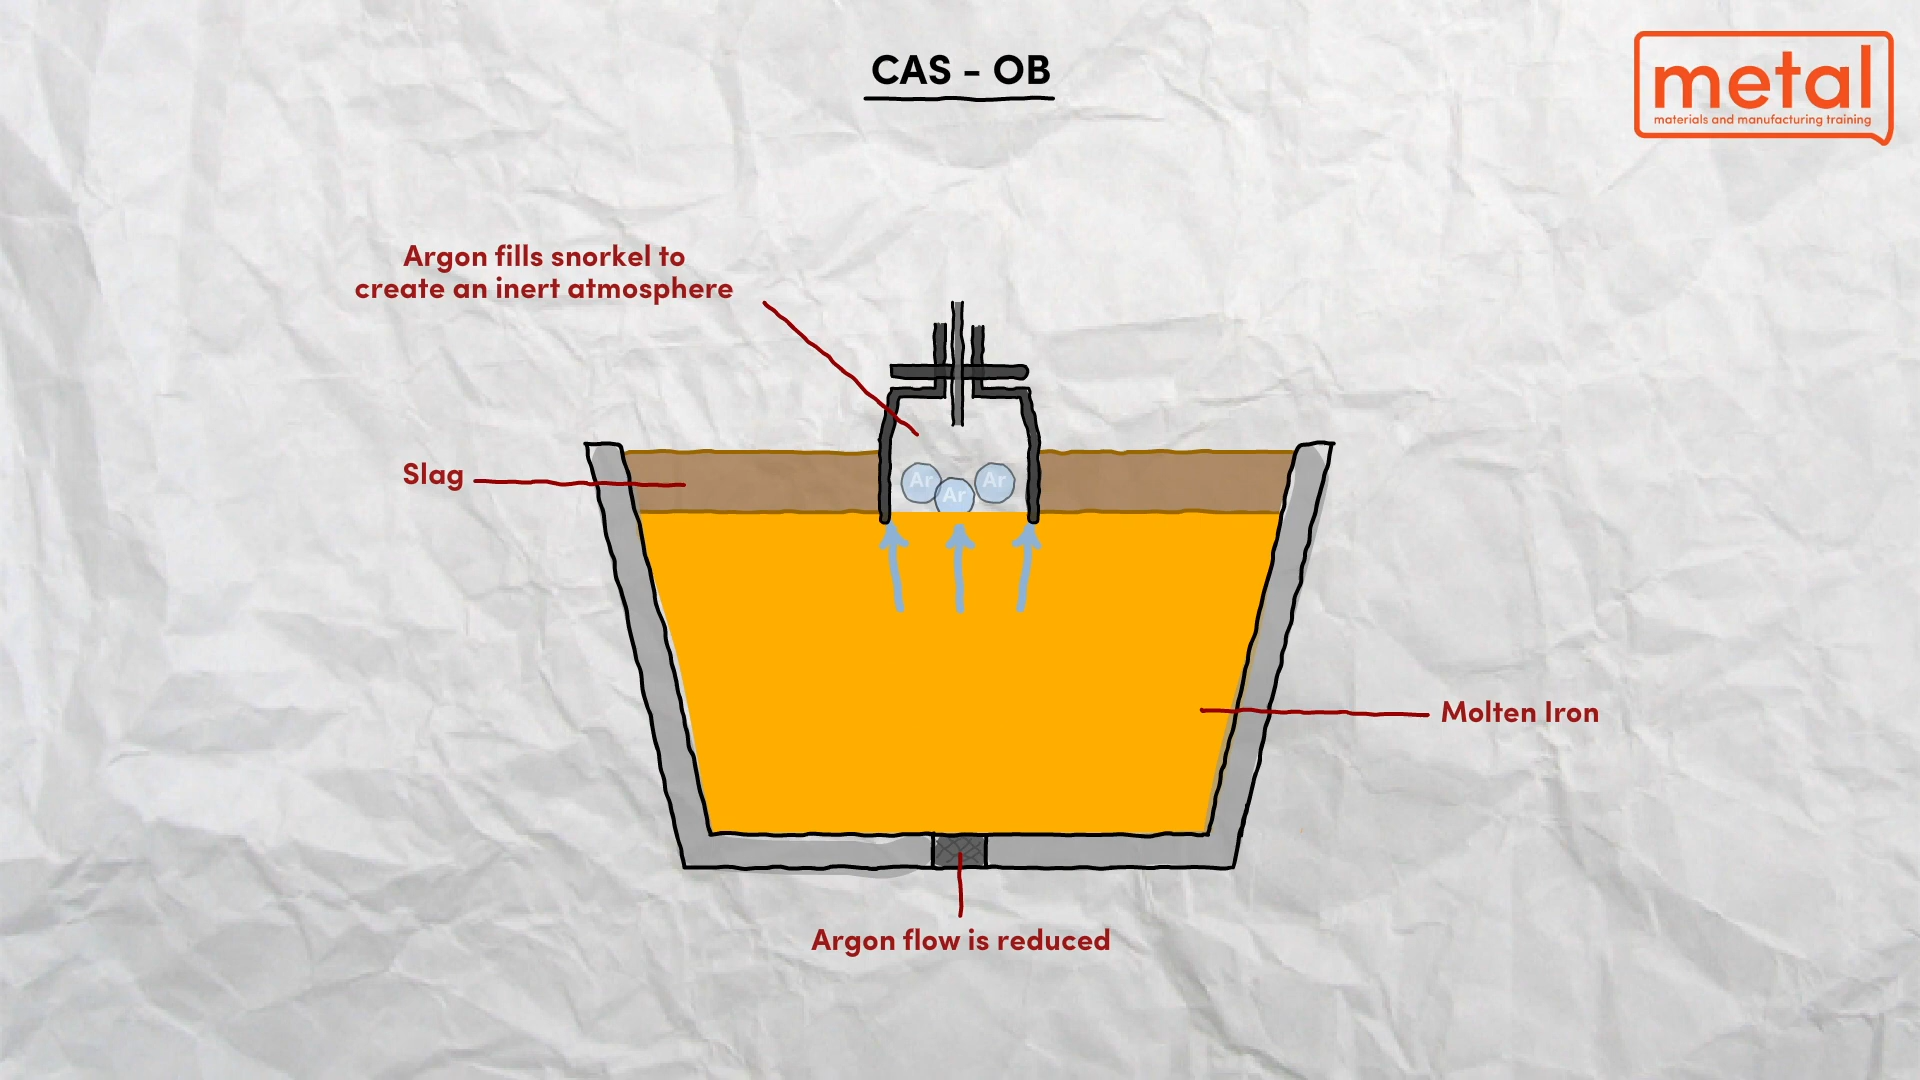 CAS - OB
metal
materials and manufacturing training
Argon fills snorkel to
create an inert atmosphere
Slag
Ar Ar Ar
Molten Iron
Argon flow is reduced